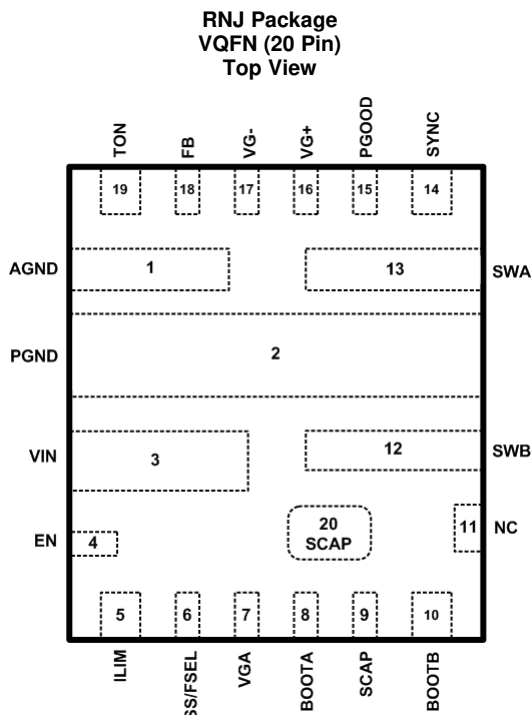 RNJ Package
VQFN (20 Pin)
Top View
TON
FB
VG-
VG+
PGOOD
SYNC
19
18
17
16
15
14
AGND
1
13
SWA
PGND
2
VIN
3
12
SWB
EN
4
20
SCAP
11
NC
5
6
7
8
9
10
ILIM
SS/FSEL
VGA
BOOTA
SCAP
BOOTB